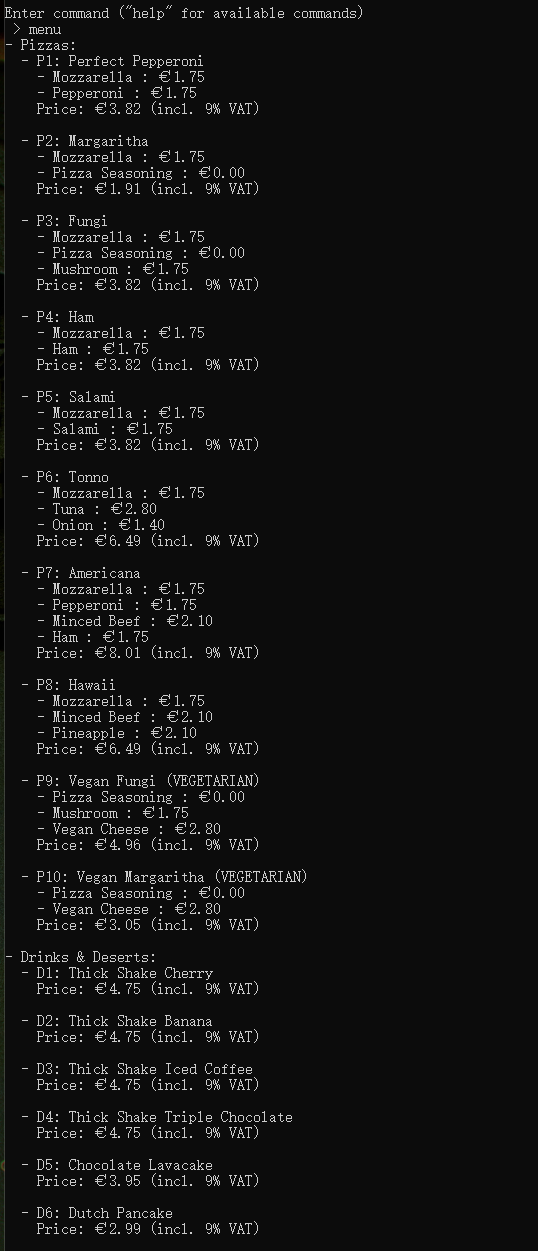 Enter command ("help" for available commands)
> menu
- Pizzas:
- P1: Perfect Pepperoni
- Mozzarella : €1.75
- Pepperoni : €1.75
Price: €3.82 (incl. 9% VAT)
- P2: Margaritha
- Mozzarella : €1.75
- Pizza Seasoning : €0.00
Price: €1.91 (incl. 9% VAT)
- P3: Fungi
- Mozzarella : €1.75
- Pizza Seasoning : €0.00
- Mushroom : €1.75
Price: €3.82 (incl. 9% VAT)
- P4: Ham
- Mozzarella : €1.75
- Ham : €1.75
Price: €3.82 (incl. 9% VAT)
- P5: Salami
- Mozzarella : €1.75
- Salami : €1.75
Price: €3.82 (incl. 9% VAT)
- P6: Tonno
- Mozzarella : €1.75
- Tuna : €2.80
- Onion : €1.40
Price: €6.49 (incl. 9% VAT)
- P7: Americana
- Mozzarella : €1.75
- Pepperoni : €1.75
- Minced Beef : €2.10
- Ham : €1.75
Price: €8.01 (incl. 9% VAT)
- P8: Hawaii
- Mozzarella : €1.75
- Minced Beef : €2.10
- Pineapple : €2.10
Price: €6.49 (incl. 9% VAT)
- P9: Vegan Fungi (VEGETARIAN)
- Pizza Seasoning : €0.00
- Mushroom : €1.75
- Vegan Cheese : €2.80
Price: €4.96 (incl. 9% VAT)
- P10: Vegan Margaritha (VEGETARIAN)
- Pizza Seasoning : €0.00
- Vegan Cheese : €2.80
Price: €3.05 (incl. 9% VAT)
- Drinks & Deserts:
- D1: Thick Shake Cherry
Price: €4.75 (incl. 9% VAT)
- D2: Thick Shake Banana
Price: €4.75 (incl. 9% VAT)
- D3: Thick Shake Iced Coffee
Price: €4.75 (incl. 9% VAT)
- D4: Thick Shake Triple Chocolate
Price: €4.75 (incl. 9% VAT)
- D5: Chocolate Lavacake
Price: €3.95 (incl. 9% VAT)
- D6: Dutch Pancake
Price: €2.99 (incl. 9% VAT)